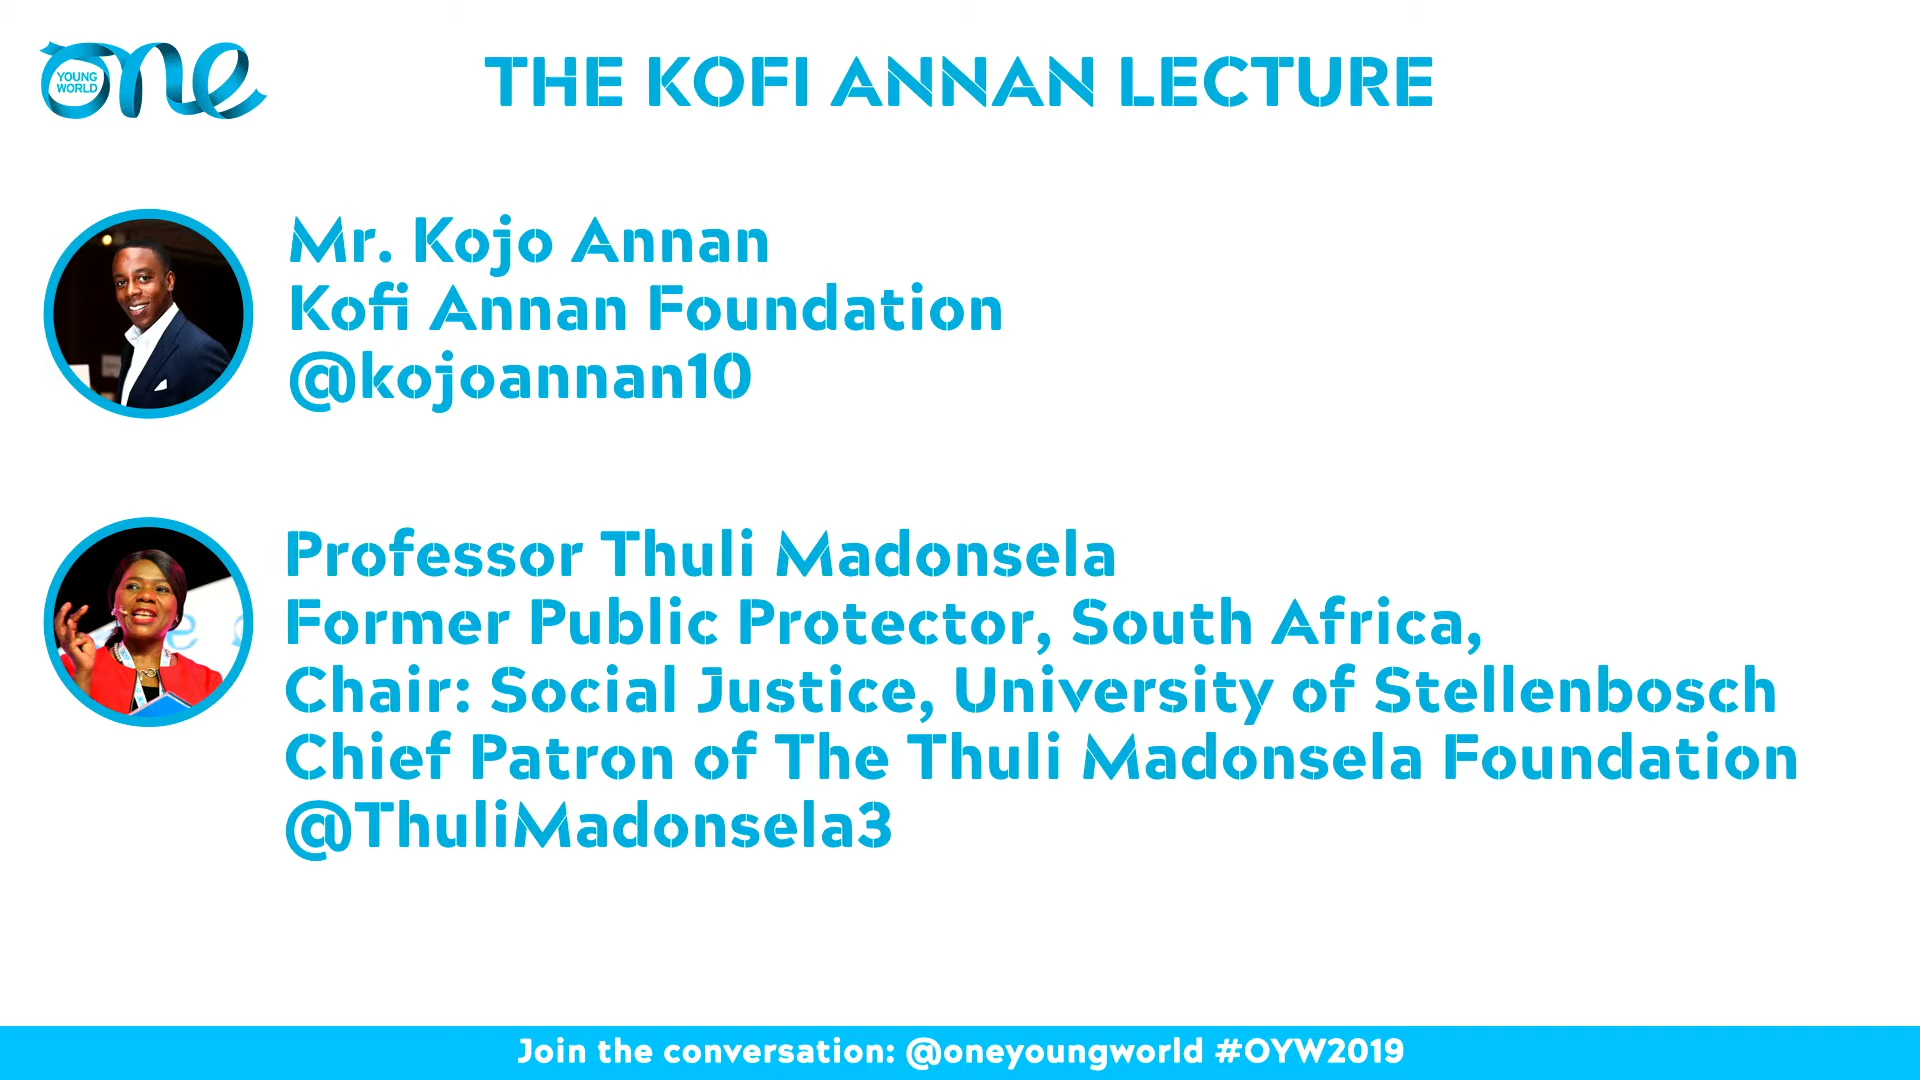 one
YOUNG
WORLD
THE KOFI ANNAN LECTURE
Mr. Kojo Annan
Kofi Annan Foundation
@kojoannan10
Professor Thuli Madonsela
Former Public Protector, South Africa,
Chair: Social Justice, University of Stellenbosch
Chief Patron of The Thuli Madonsela Foundation
@ThuliMadonsela3
Join the conversation: @oneyoungworld #OYW2019